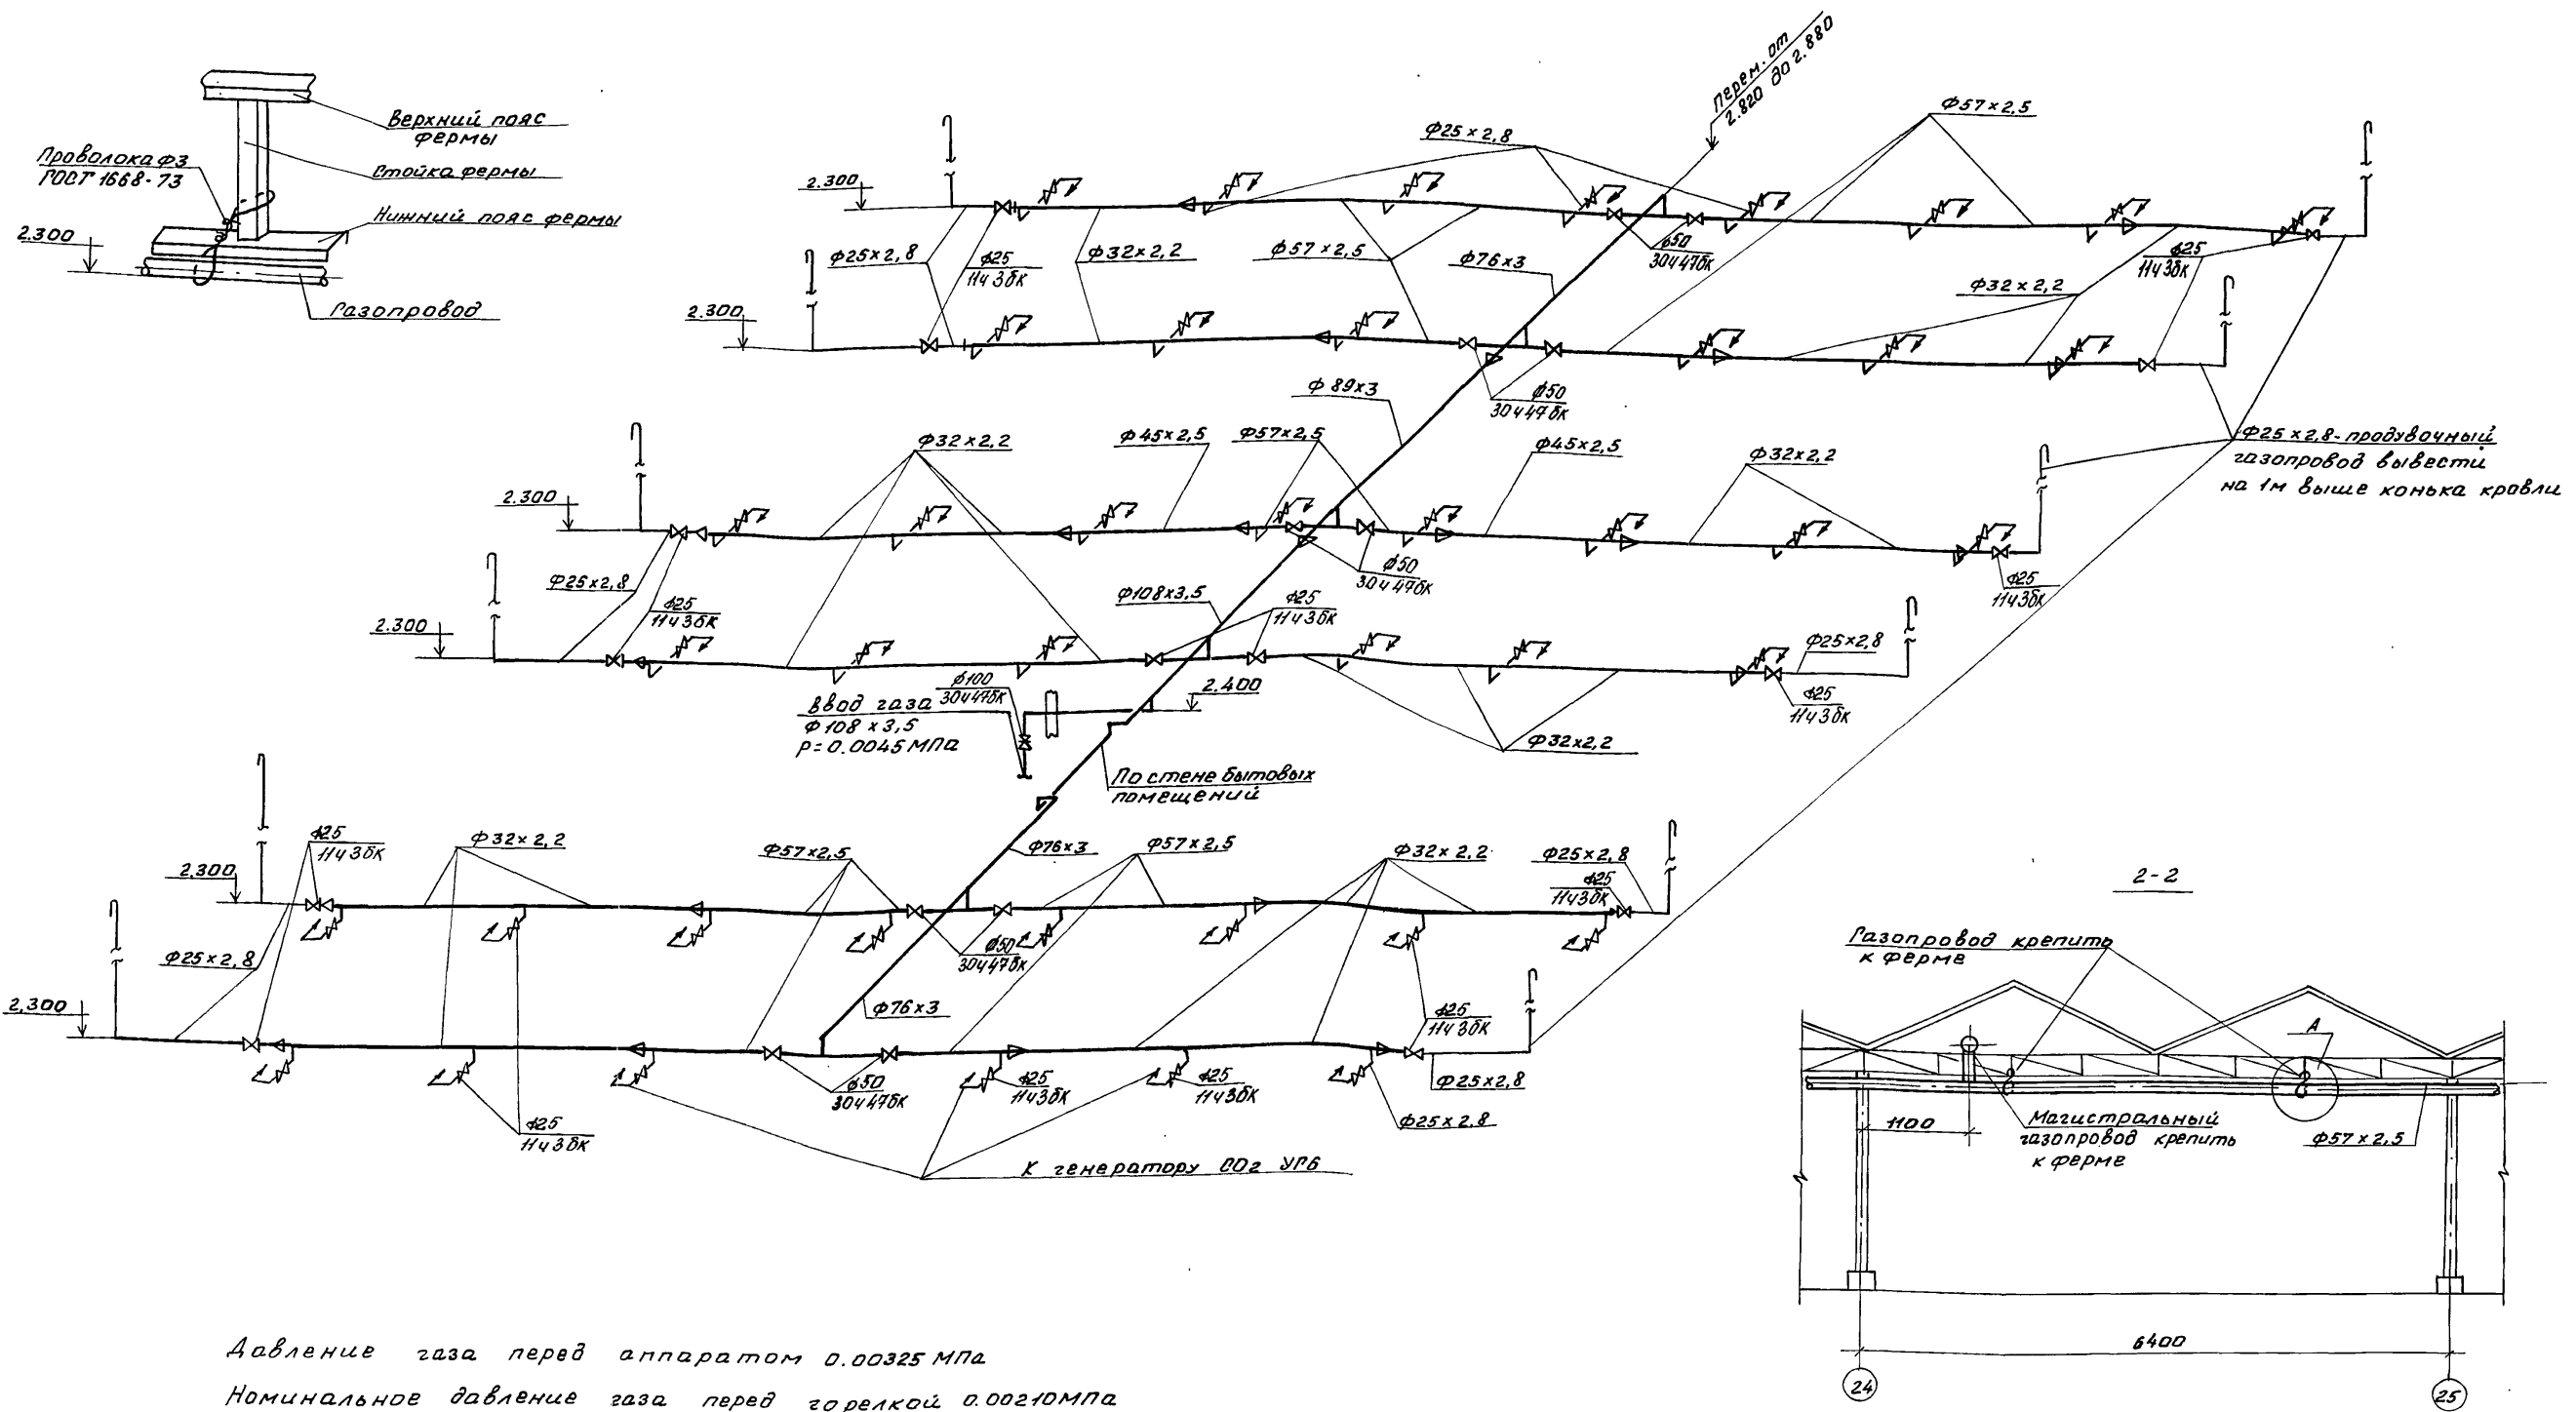 Верхний пояс
фермы
Проволока Ф3
ГОСТ 1668-73
Стойка фермы
Нижний пояс фермы
2.300
Газопровод
Перем. от
2.820 до 2.880
Ф57×2,5
Ф25×2,8
2.300
Ф25×2,8
ф25
11ч3бк
Ф32×2,2
Ф57×2,5
Ф76×3
ф50
30ч47бк
ф25
11ч3бк
Ф32×2,2
2.300
Ф89×3
ф50
30ч47бк
Ф25×2,8-продувочный
газопровод вывести
на 1м выше конька кровли
Ф32×2,2
Ф45×2,5
Ф57×2,5
Ф45×2,5
Ф32×2,2
2.300
Ф25×2,8
ф25
11ч3бк
ф50
30ч47бк
ф25
11ч3бк
Ф108×3,5
ф25
11ч3бк
2.300
Ф25×2,8
ф25
11ч3бк
Ф32×2,2
ф100
30ч47бк
2.400
Ввод газа
Ф108×3,5
Р=0.0045МПа
По стене бытовых
помещений
ф25
11ч3бк
Ф32×2,2
Ф57×2,5
Ф76×3
Ф57×2,5
Ф32×2,2
Ф25×2,8
ф25
11ч3бк
2,300
Ф25×2,8
ф50
30ч47бк
2,300
Ф76×3
ф25
11ч3бк
ф50
30ч47бк
ф25
11ч3бк
ф25
11ч3бк
Ф25×2,8
Ф25×2,8
ф25
11ч3бк
К генератору СО2 УГ6
2-2
Газопровод крепить
к ферме
А
1100
Магистральный
газопровод крепить
к ферме
Ф57×2,5
6400
24
25
Давление газа перед аппаратом 0.00325 МПа
Номинальное давление газа перед горелкой 0.00210МПа